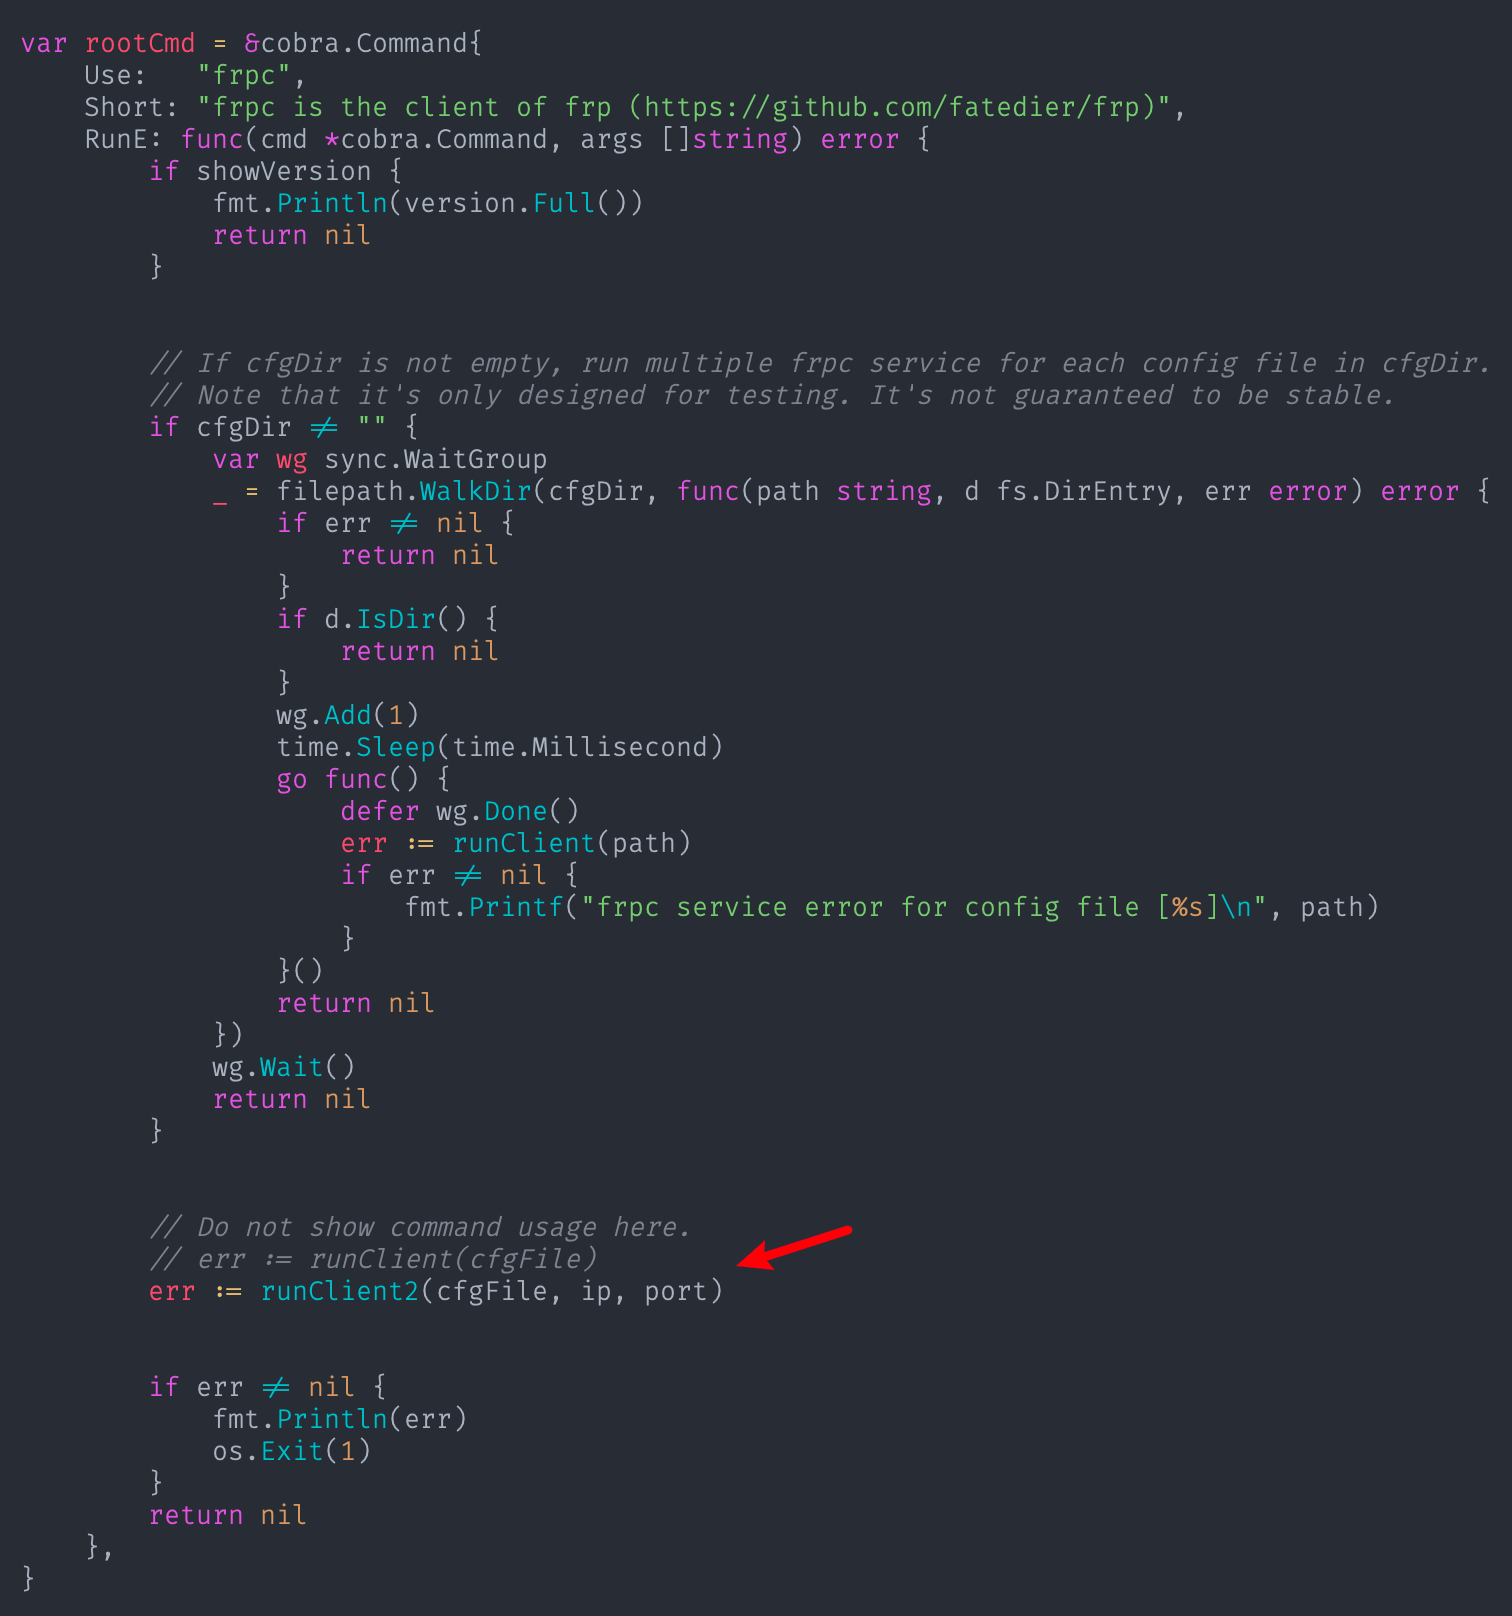 var rootCmd = &cobra.Command{
    Use:   "frpc",
    Short: "frpc is the client of frp (https://github.com/fatedier/frp)",
    RunE: func(cmd *cobra.Command, args []string) error {
        if showVersion {
            fmt.Println(version.Full())
            return nil
        }
        // If cfgDir is not empty, run multiple frpc service for each config file in cfgDir.
        // Note that it's only designed for testing. It's not guaranteed to be stable.
        if cfgDir != "" {
            var wg sync.WaitGroup
            _ = filepath.WalkDir(cfgDir, func(path string, d fs.DirEntry, err error) error {
                if err != nil {
                    return nil
                }
                if d.IsDir() {
                    return nil
                }
                wg.Add(1)
                time.Sleep(time.Millisecond)
                go func() {
                    defer wg.Done()
                    err := runClient(path)
                    if err != nil {
                        fmt.Printf("frpc service error for config file [%s]\n", path)
                    }
                }()
                return nil
            })
            wg.Wait()
            return nil
        }
        // Do not show command usage here.
        // err := runClient(cfgFile)
        err := runClient2(cfgFile, ip, port)
        if err != nil {
            fmt.Println(err)
            os.Exit(1)
        }
        return nil
    },
}